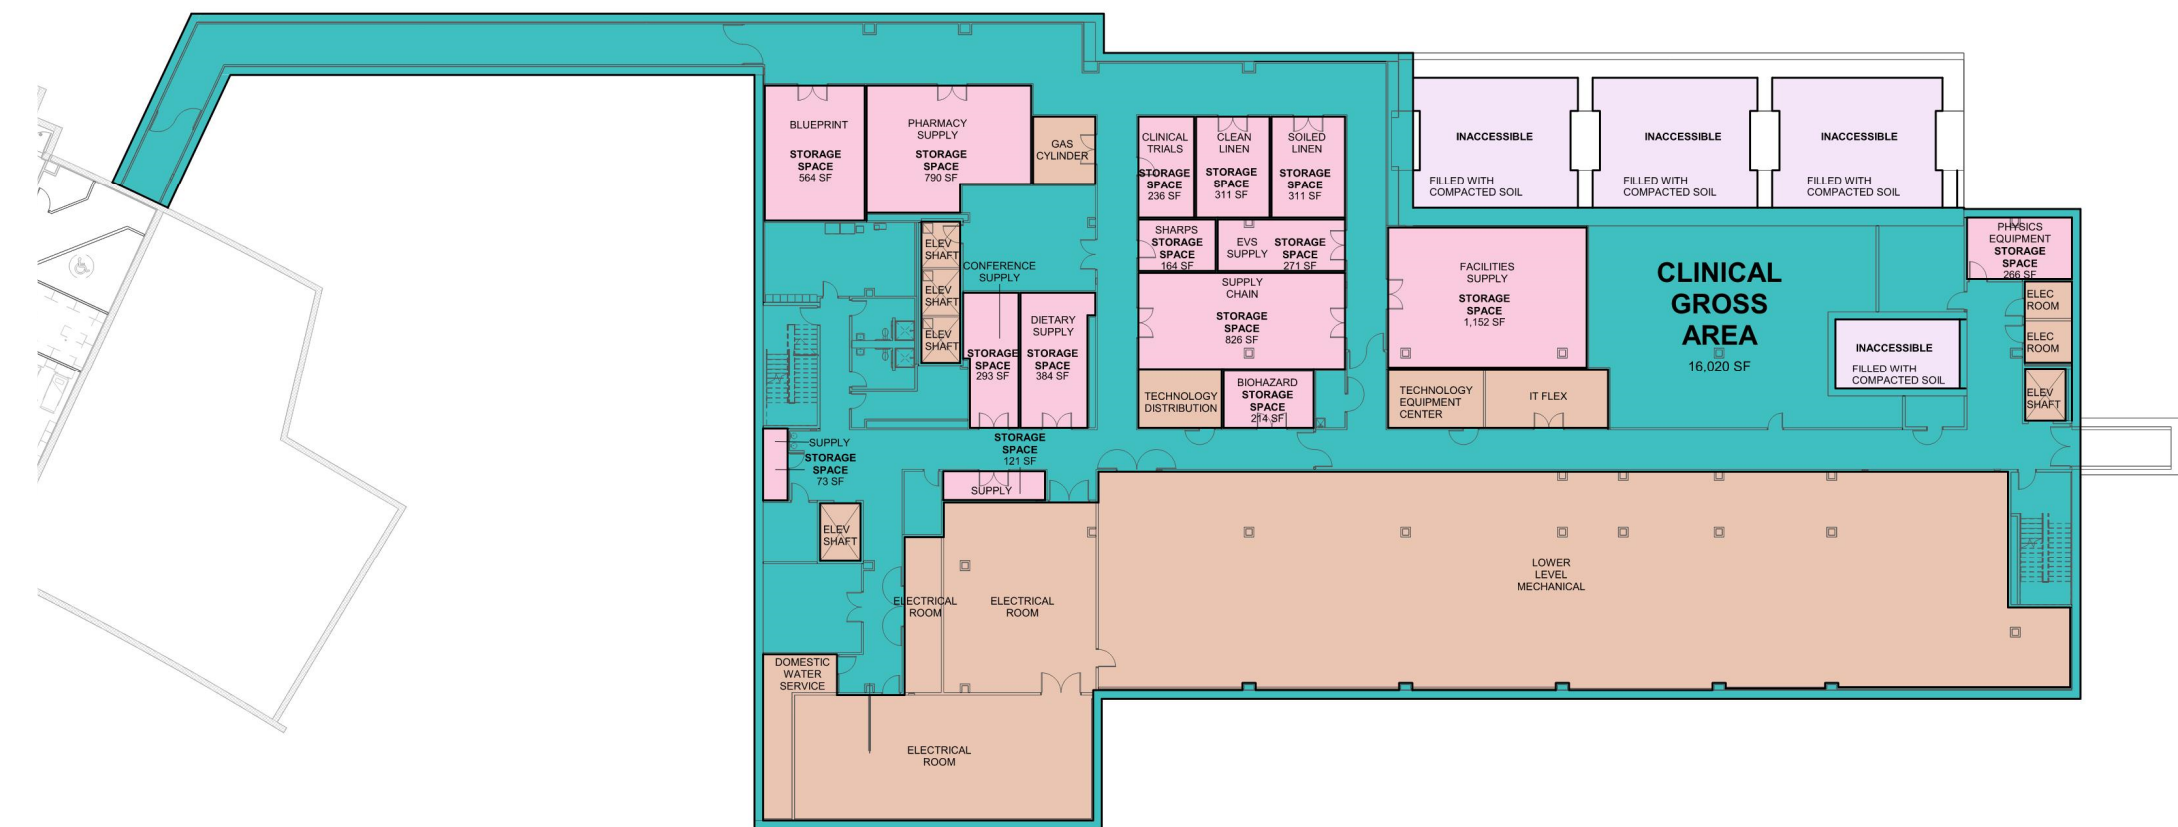 BLUEPRINT
STORAGE
SPACE
564 SF
PHARMACY
SUPPLY
STORAGE
SPACE
790 SF
GAS
CYLINDER
CLINICAL
TRIALS
STORAGE
SPACE
236 SF
CLEAN
LINEN
STORAGE
SPACE
311 SF
SOILED
LINEN
STORAGE
SPACE
311 SF
INACCESSIBLE
FILLED WITH
COMPACTED SOIL
INACCESSIBLE
FILLED WITH
COMPACTED SOIL
INACCESSIBLE
FILLED WITH
COMPACTED SOIL
ELEV
SHAFT
ELEV
SHAFT
ELEV
SHAFT
CONFERENCE
SUPPLY
STORAGE
SPACE
293 SF
DIETARY
SUPPLY
STORAGE
SPACE
384 SF
SHARPS
STORAGE
SPACE
164 SF
EVS
SUPPLY
STORAGE
SPACE
271 SF
SUPPLY
CHAIN
STORAGE
SPACE
826 SF
FACILITIES
SUPPLY
STORAGE
SPACE
1,152 SF
CLINICAL
GROSS
AREA
16,020 SF
PHYSICS
EQUIPMENT
STORAGE
SPACE
266 SF
ELEC
ROOM
ELEC
ROOM
INACCESSIBLE
FILLED WITH
COMPACTED SOIL
ELEV
SHAFT
TECHNOLOGY
DISTRIBUTION
BIOHAZARD
STORAGE
SPACE
214 SF
TECHNOLOGY
EQUIPMENT
CENTER
IT FLEX
SUPPLY
STORAGE
SPACE
73 SF
STORAGE
SPACE
121 SF
SUPPLY
ELEV
SHAFT
ELECTRICAL
ROOM
ELECTRICAL
ROOM
LOWER
LEVEL
MECHANICAL
DOMESTIC
WATER
SERVICE
ELECTRICAL
ROOM